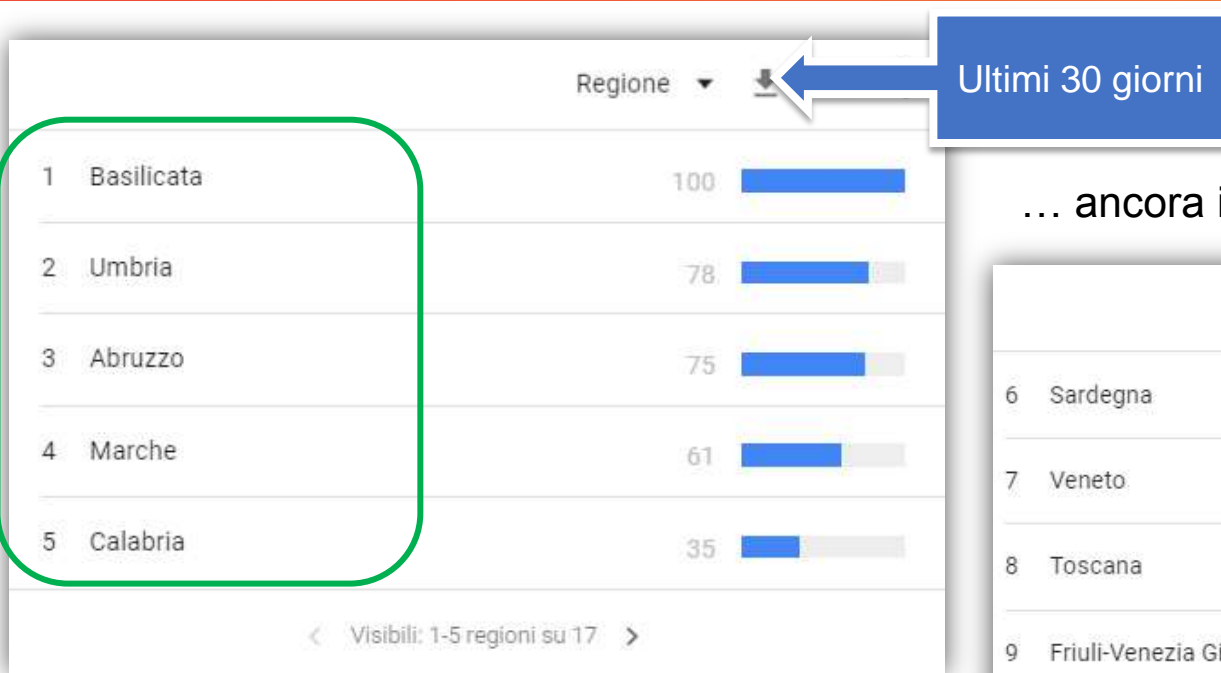 Regione
Ultimi 30 giorni
1 Basilicata 100
2 Umbria 78
3 Abruzzo 75
4 Marche 61
5 Calabria 35
Visibili: 1-5 regioni su 17
… ancora
6 Sardegna
7 Veneto
8 Toscana
9 Friuli-Venezia